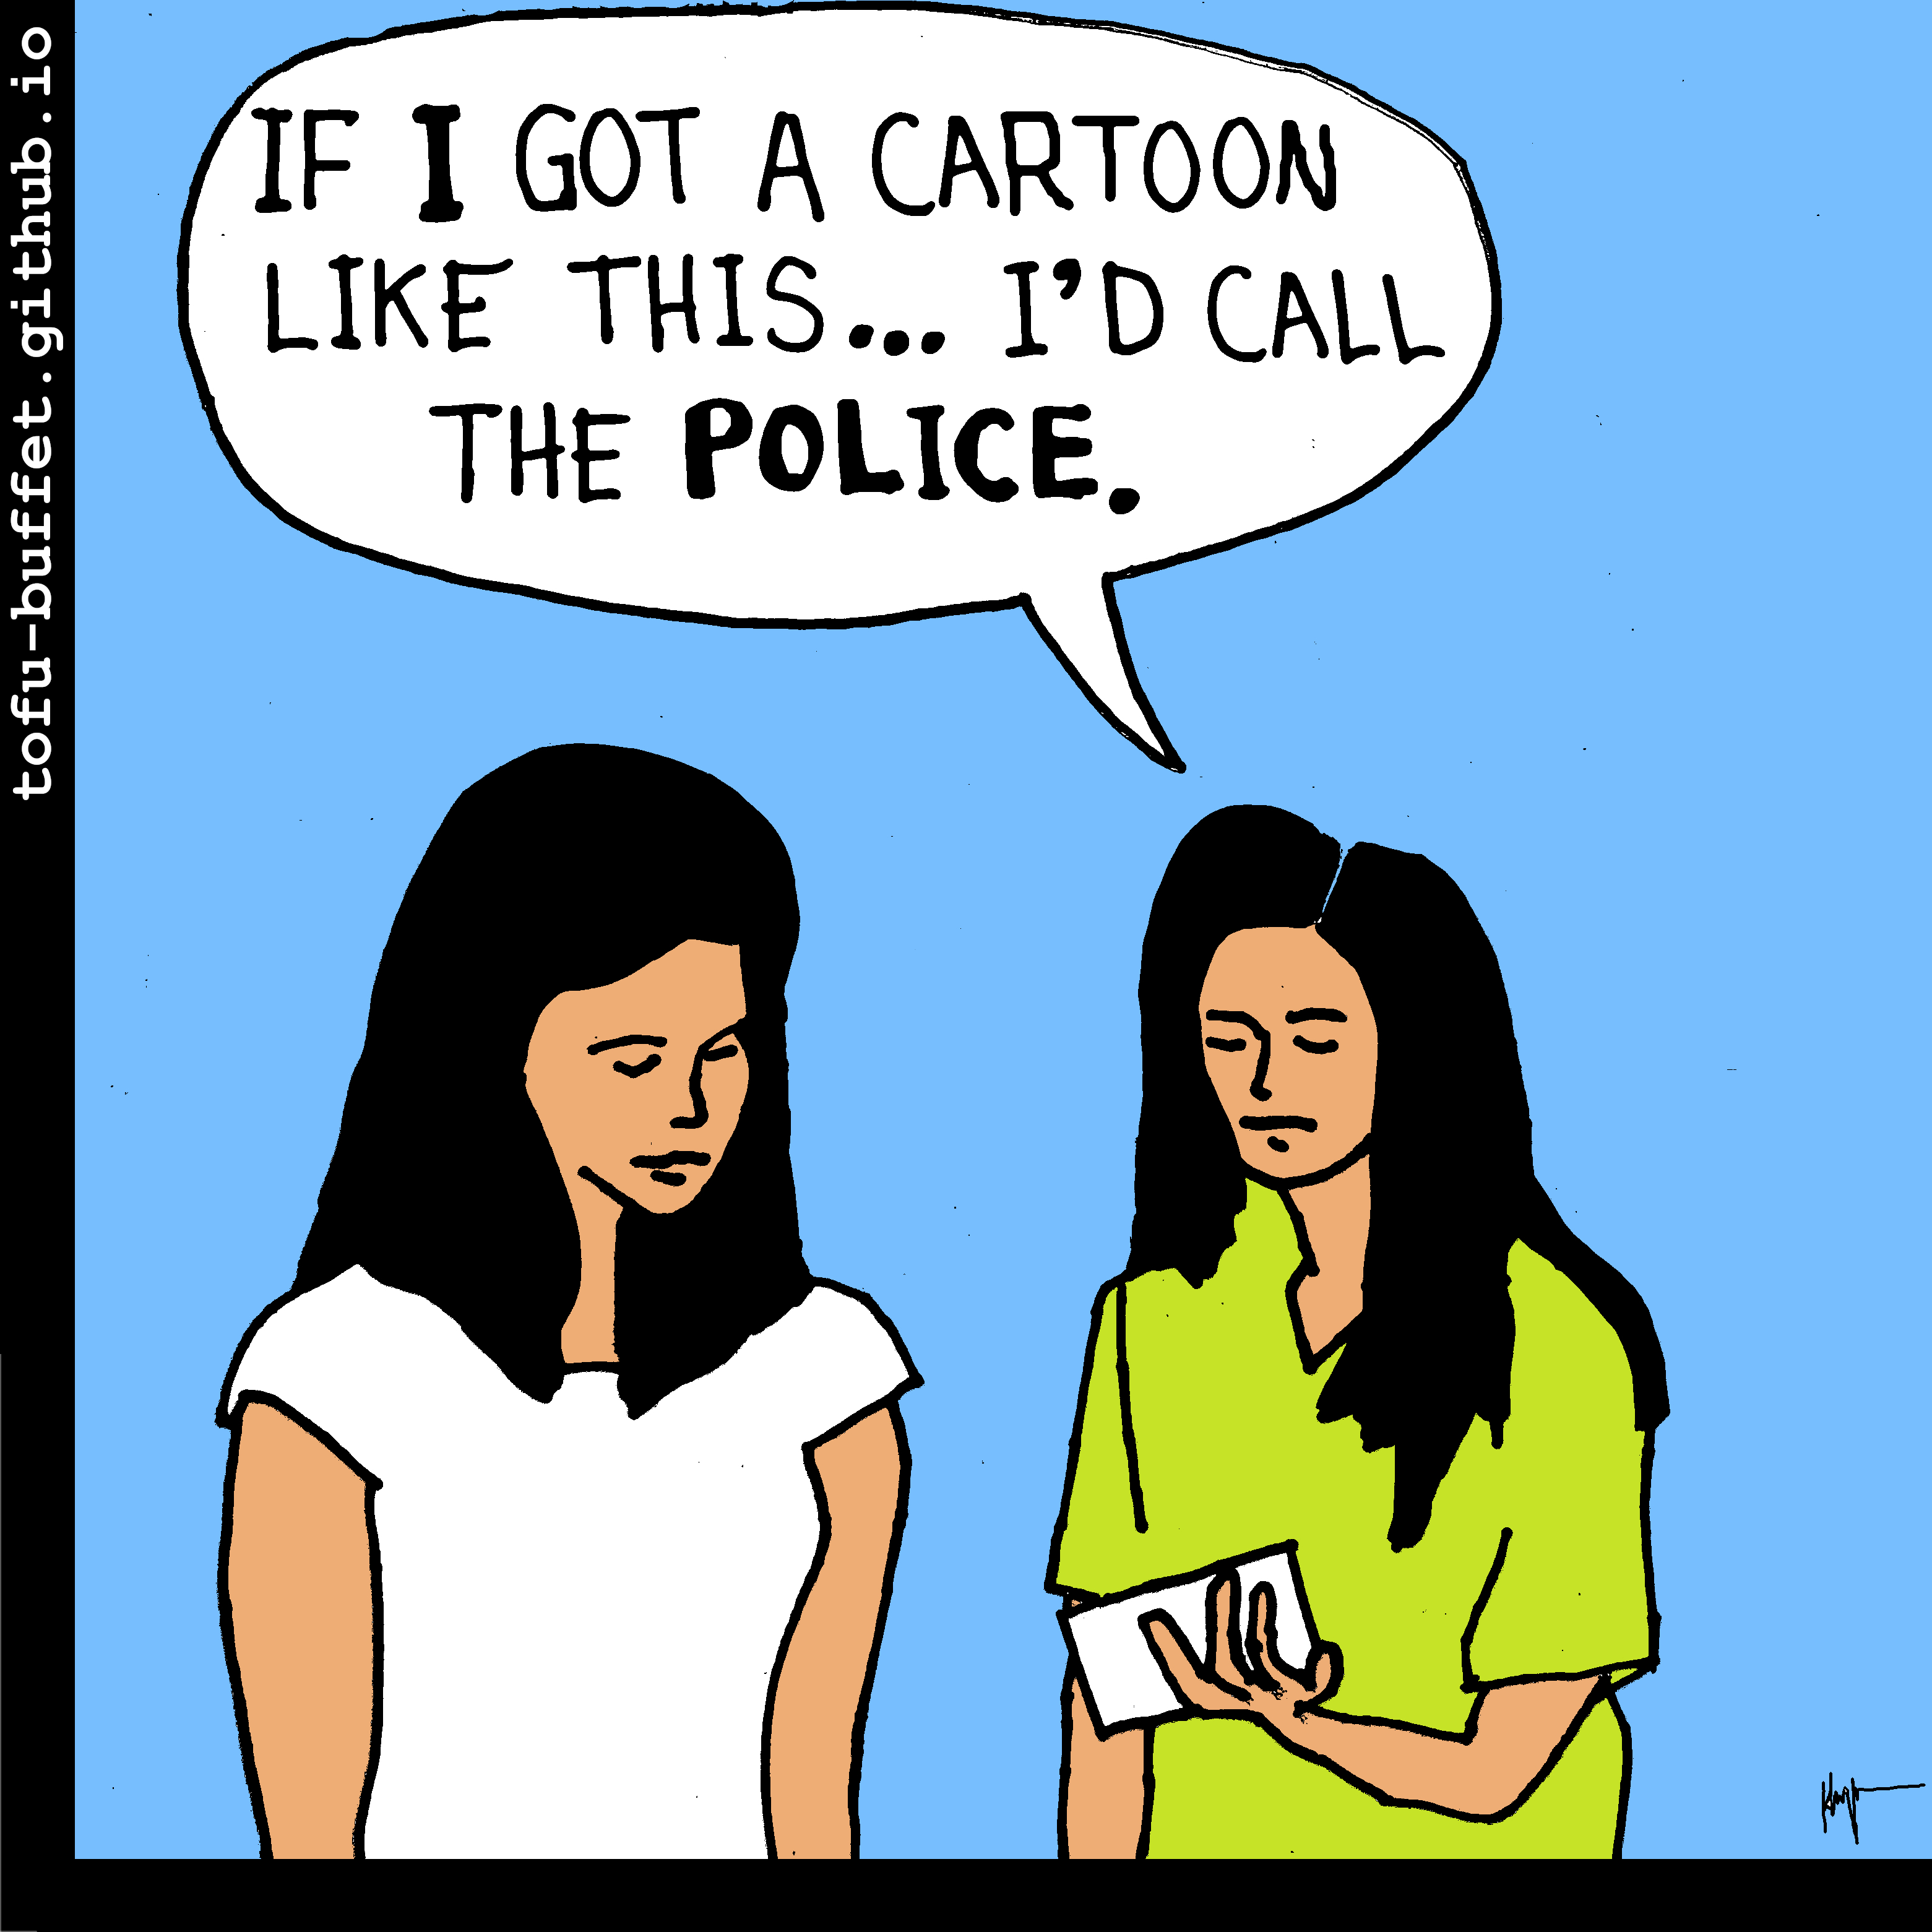 tofu-buffet.github.io
IF I GOT A CARTOON
LIKE THIS... I'D CALL
THE POLICE.